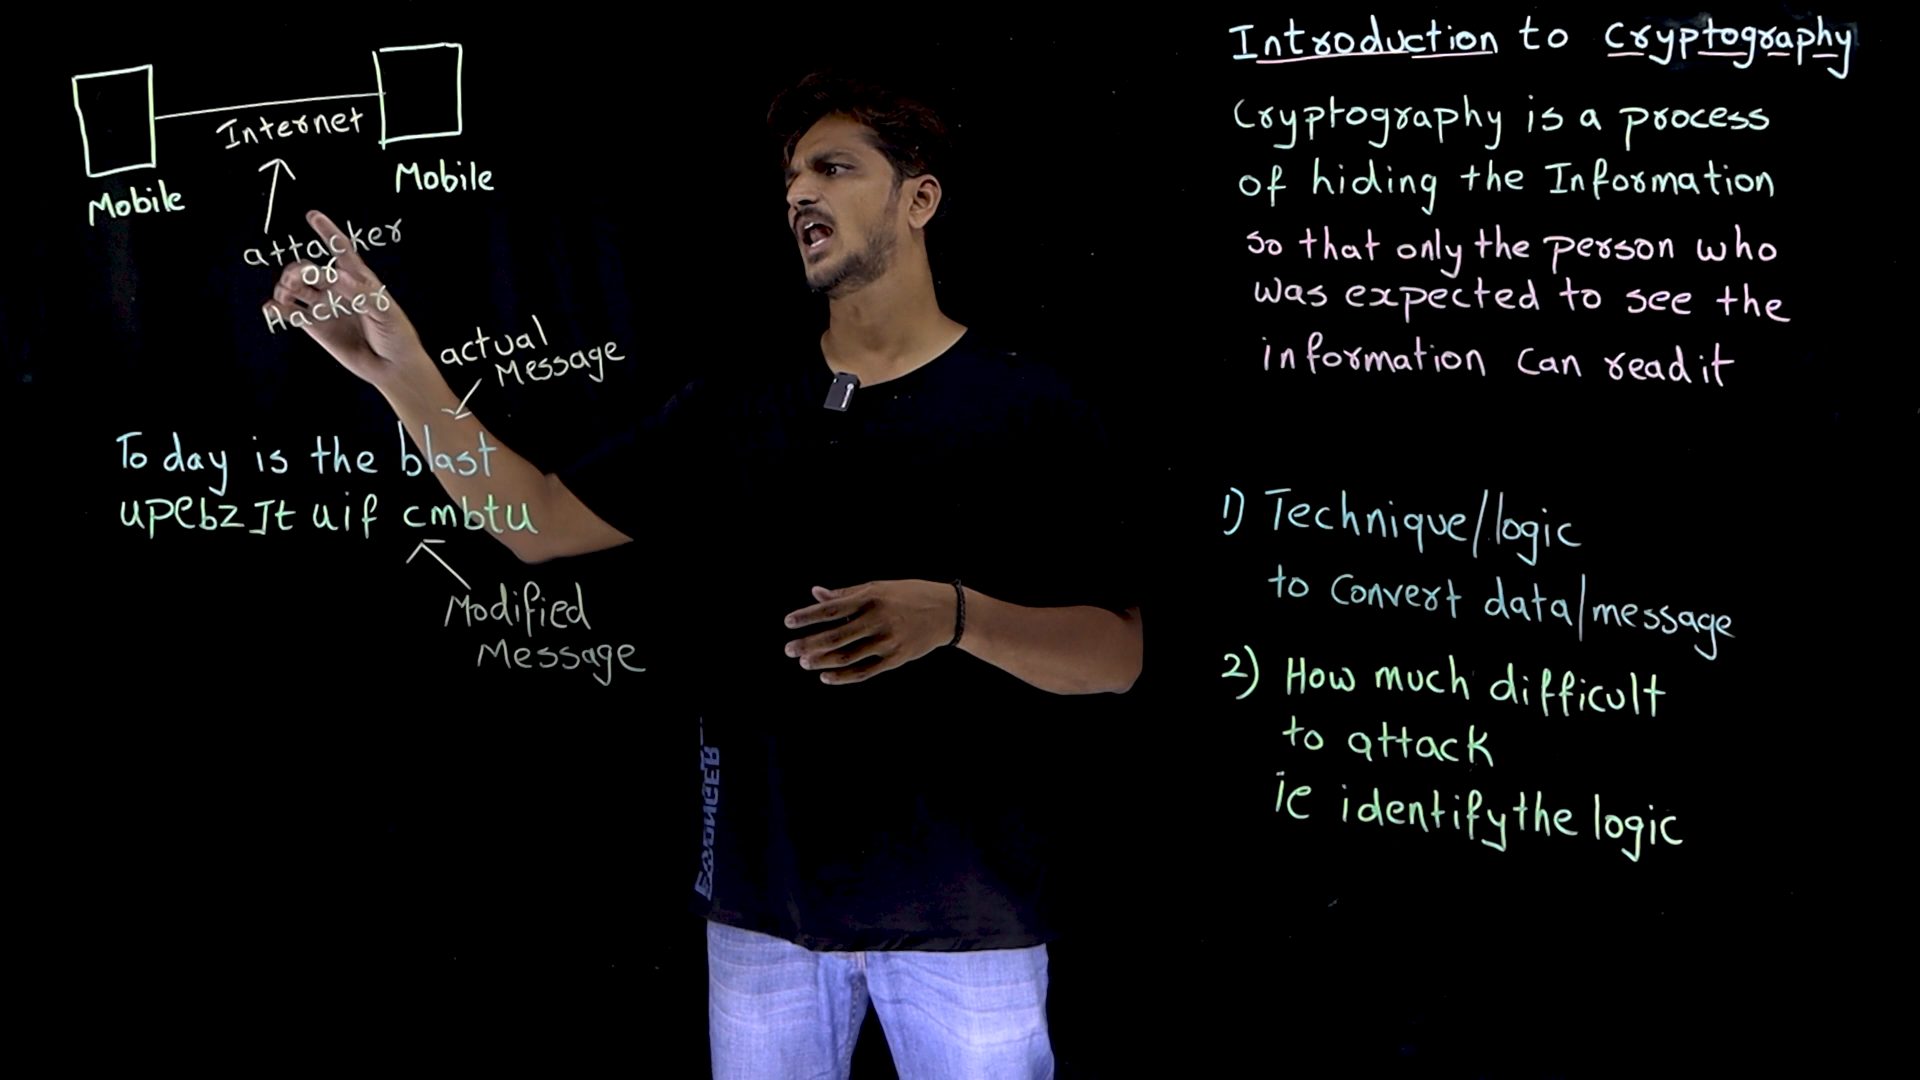 Introduction to Cryptography
Cryptography is a process
of hiding the Information
so that only the person who
was expected to see the
information can read it
1) Technique/logic
to convert data/message
2) How much difficult
to attack
ie identify the logic
Internet
Mobile
Mobile
attacker
or
Hacker
actual
Message
Today is the blast
upebz Jt uif cmbtu
Modified
Message